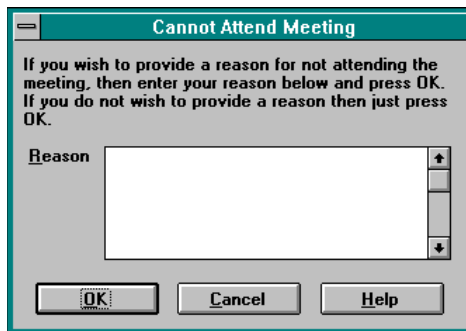 Cannot Attend Meeting
If you wish to provide a reason for not attending the
meeting, then enter your reason below and press OK.
If you do not wish to provide a reason then just press
OK.
Reason
OK Cancel Help